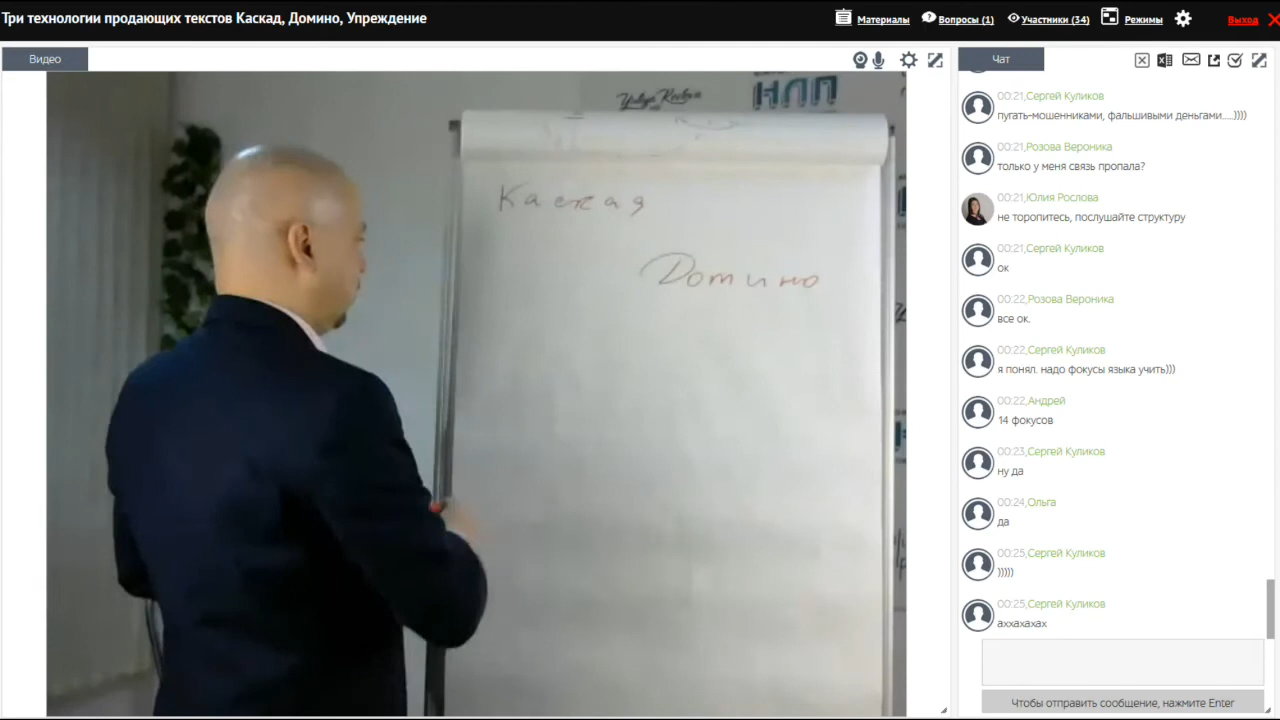 Три технологии продающих текстов Каскад, Домино, Упреждение
Материалы
Вопросы (1)
Участники (34)
Режимы
Выход
Видео
Чат
Yulya Roslova
НЛП
Каскад
Домино
00:21,Сергей Куликов
пугать-мошенниками, фальшивыми деньгами.....))))
00:21,Розова Вероника
только у меня связь пропала?
00:21,Юлия Рослова
не торопитесь, послушайте структуру
00:21,Сергей Куликов
ок
00:22,Розова Вероника
все ок.
00:22,Сергей Куликов
я понял. надо фокусы языка учить)))
00:22,Андрей
14 фокусов
00:23,Сергей Куликов
ну да
00:24,Ольга
да
00:25,Сергей Куликов
)))))
00:25,Сергей Куликов
аххахахах
Чтобы отправить сообщение, нажмите Enter